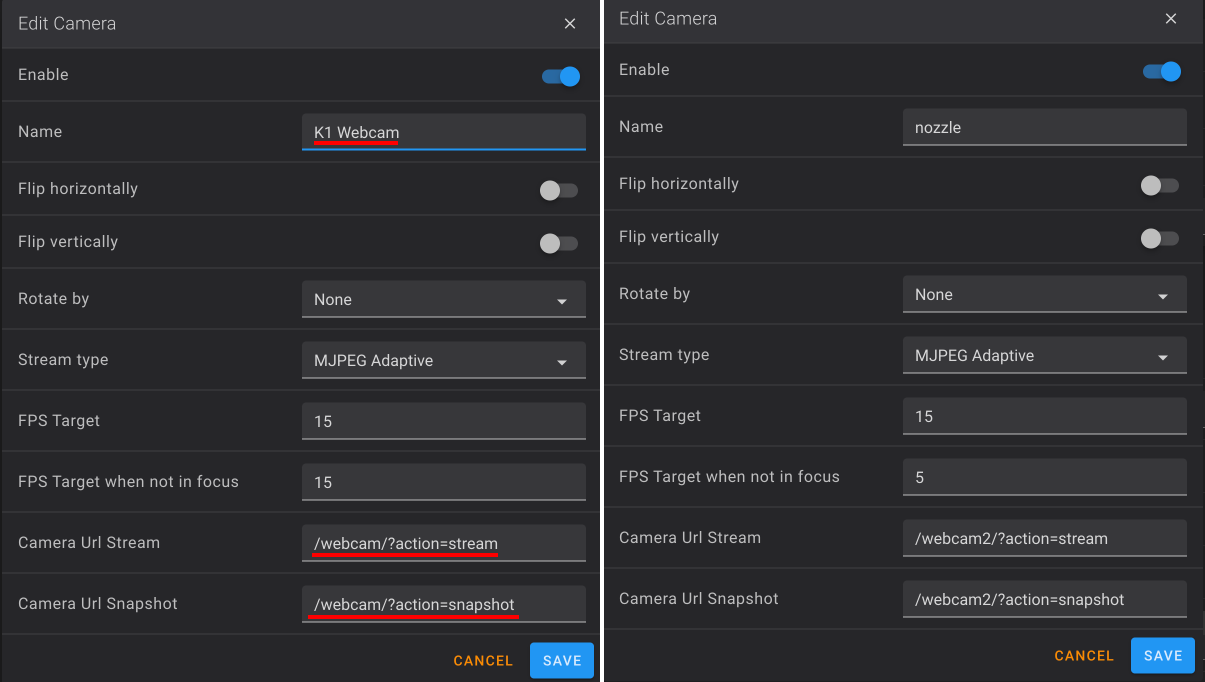 Edit Camera
Enable
Name
K1 Webcam
Flip horizontally
Flip vertically
Rotate by
None
Stream type
MJPEG Adaptive
FPS Target
15
FPS Target when not in focus
15
Camera Url Stream
/webcam/?action=stream
Camera Url Snapshot
/webcam/?action=snapshot
CANCEL
SAVE
Edit Camera
Enable
Name
nozzle
Flip horizontally
Flip vertically
Rotate by
None
Stream type
MJPEG Adaptive
FPS Target
15
FPS Target when not in focus
5
Camera Url Stream
/webcam2/?action=stream
Camera Url Snapshot
/webcam2/?action=snapshot
CANCEL
SAVE